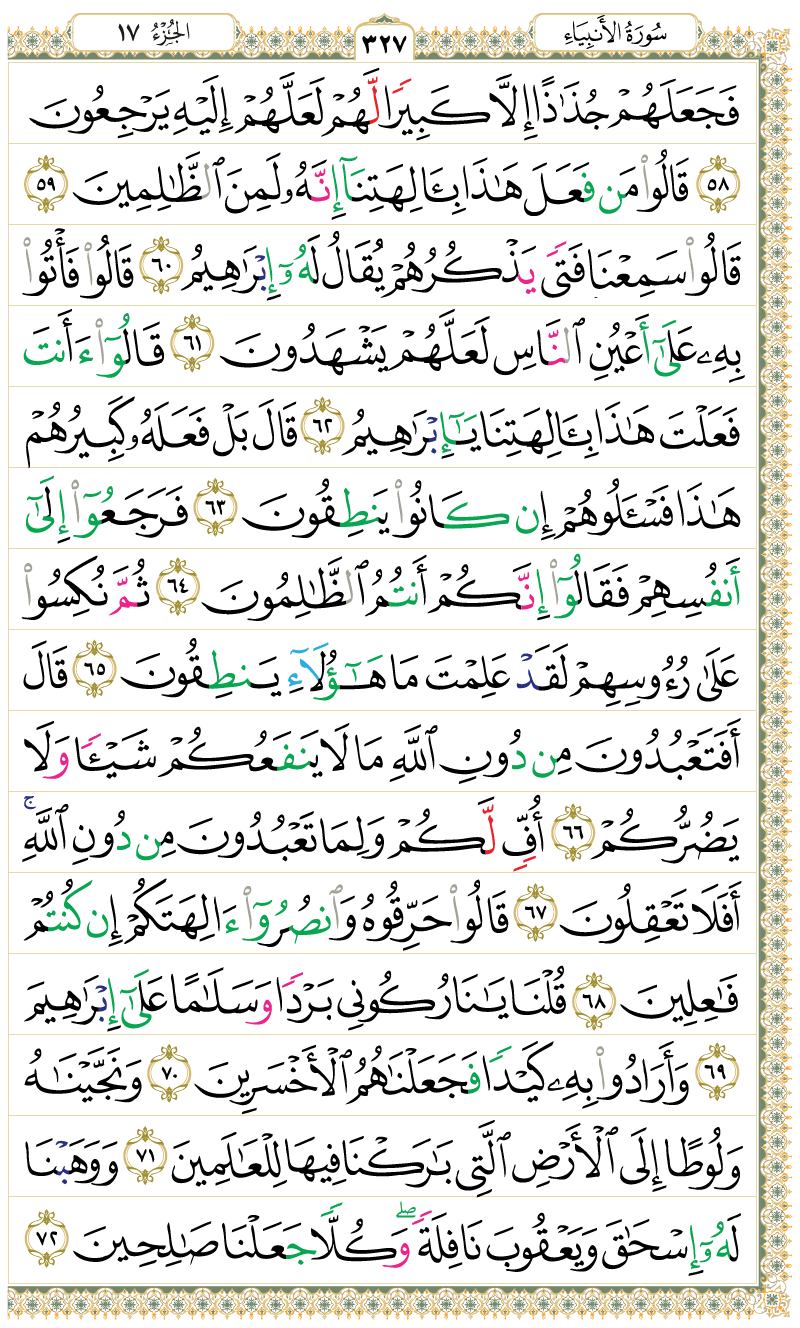 سُورَةُ الأَنبِيَاءِ
٣٢٧
الجُزْءُ ١٧
فَجَعَلَهُمْ جُذَٰذًا إِلَّا كَبِيرًا لَّهُمْ لَعَلَّهُمْ إِلَيْهِ يَرْجِعُونَ
٥٨ قَالُوا۟ مَن فَعَلَ هَٰذَا بِـَٔالِهَتِنَآ إِنَّهُۥ لَمِنَ ٱلظَّٰلِمِينَ ٥٩
قَالُوا۟ سَمِعْنَا فَتًى يَذْكُرُهُمْ يُقَالُ لَهُۥٓ إِبْرَٰهِيمُ ٦٠ قَالُوا۟ فَأْتُوا۟
بِهِۦ عَلَىٰٓ أَعْيُنِ ٱلنَّاسِ لَعَلَّهُمْ يَشْهَدُونَ ٦١ قَالُوٓا۟ ءَأَنتَ
فَعَلْتَ هَٰذَا بِـَٔالِهَتِنَا يَٰٓإِبْرَٰهِيمُ ٦٢ قَالَ بَلْ فَعَلَهُۥ كَبِيرُهُمْ
هَٰذَا فَسْـَٔلُوهُمْ إِن كَانُوا۟ يَنطِقُونَ ٦٣ فَرَجَعُوٓا۟ إِلَىٰٓ
أَنفُسِهِمْ فَقَالُوٓا۟ إِنَّكُمْ أَنتُمُ ٱلظَّٰلِمُونَ ٦٤ ثُمَّ نُكِسُوا۟
عَلَىٰ رُءُوسِهِمْ لَقَدْ عَلِمْتَ مَا هَٰٓؤُلَآءِ يَنطِقُونَ ٦٥ قَالَ
أَفَتَعْبُدُونَ مِن دُونِ ٱللَّهِ مَا لَا يَنفَعُكُمْ شَيْـًٔا وَلَا
يَضُرُّكُمْ ٦٦ أُفٍّ لَّكُمْ وَلِمَا تَعْبُدُونَ مِن دُونِ ٱللَّهِ ۚ
أَفَلَا تَعْقِلُونَ ٦٧ قَالُوا۟ حَرِّقُوهُ وَٱنصُرُوٓا۟ ءَالِهَتَكُمْ إِن كُنتُمْ
فَٰعِلِينَ ٦٨ قُلْنَا يَٰنَارُ كُونِى بَرْدًا وَسَلَٰمًا عَلَىٰٓ إِبْرَٰهِيمَ
٦٩ وَأَرَادُوا۟ بِهِۦ كَيْدًا فَجَعَلْنَٰهُمُ ٱلْأَخْسَرِينَ ٧٠ وَنَجَّيْنَٰهُ
وَلُوطًا إِلَى ٱلْأَرْضِ ٱلَّتِى بَٰرَكْنَا فِيهَا لِلْعَٰلَمِينَ ٧١ وَوَهَبْنَا
لَهُۥٓ إِسْحَٰقَ وَيَعْقُوبَ نَافِلَةً ۖ وَكُلًّا جَعَلْنَا صَٰلِحِينَ ٧٢